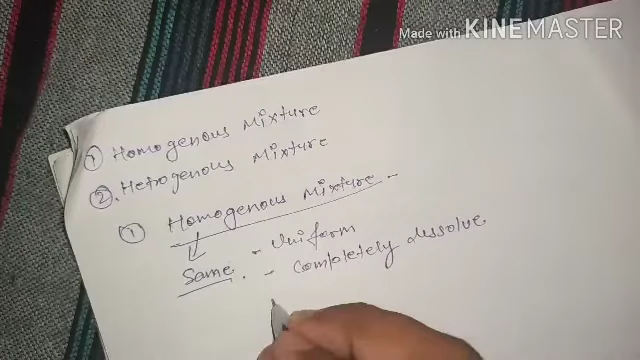 Made with KINEMASTER
① Homogenous Mixture
②. Hetrogenous Mixture
① Homogenous Mixture -
Same. - Uniform
- Completely dissolve